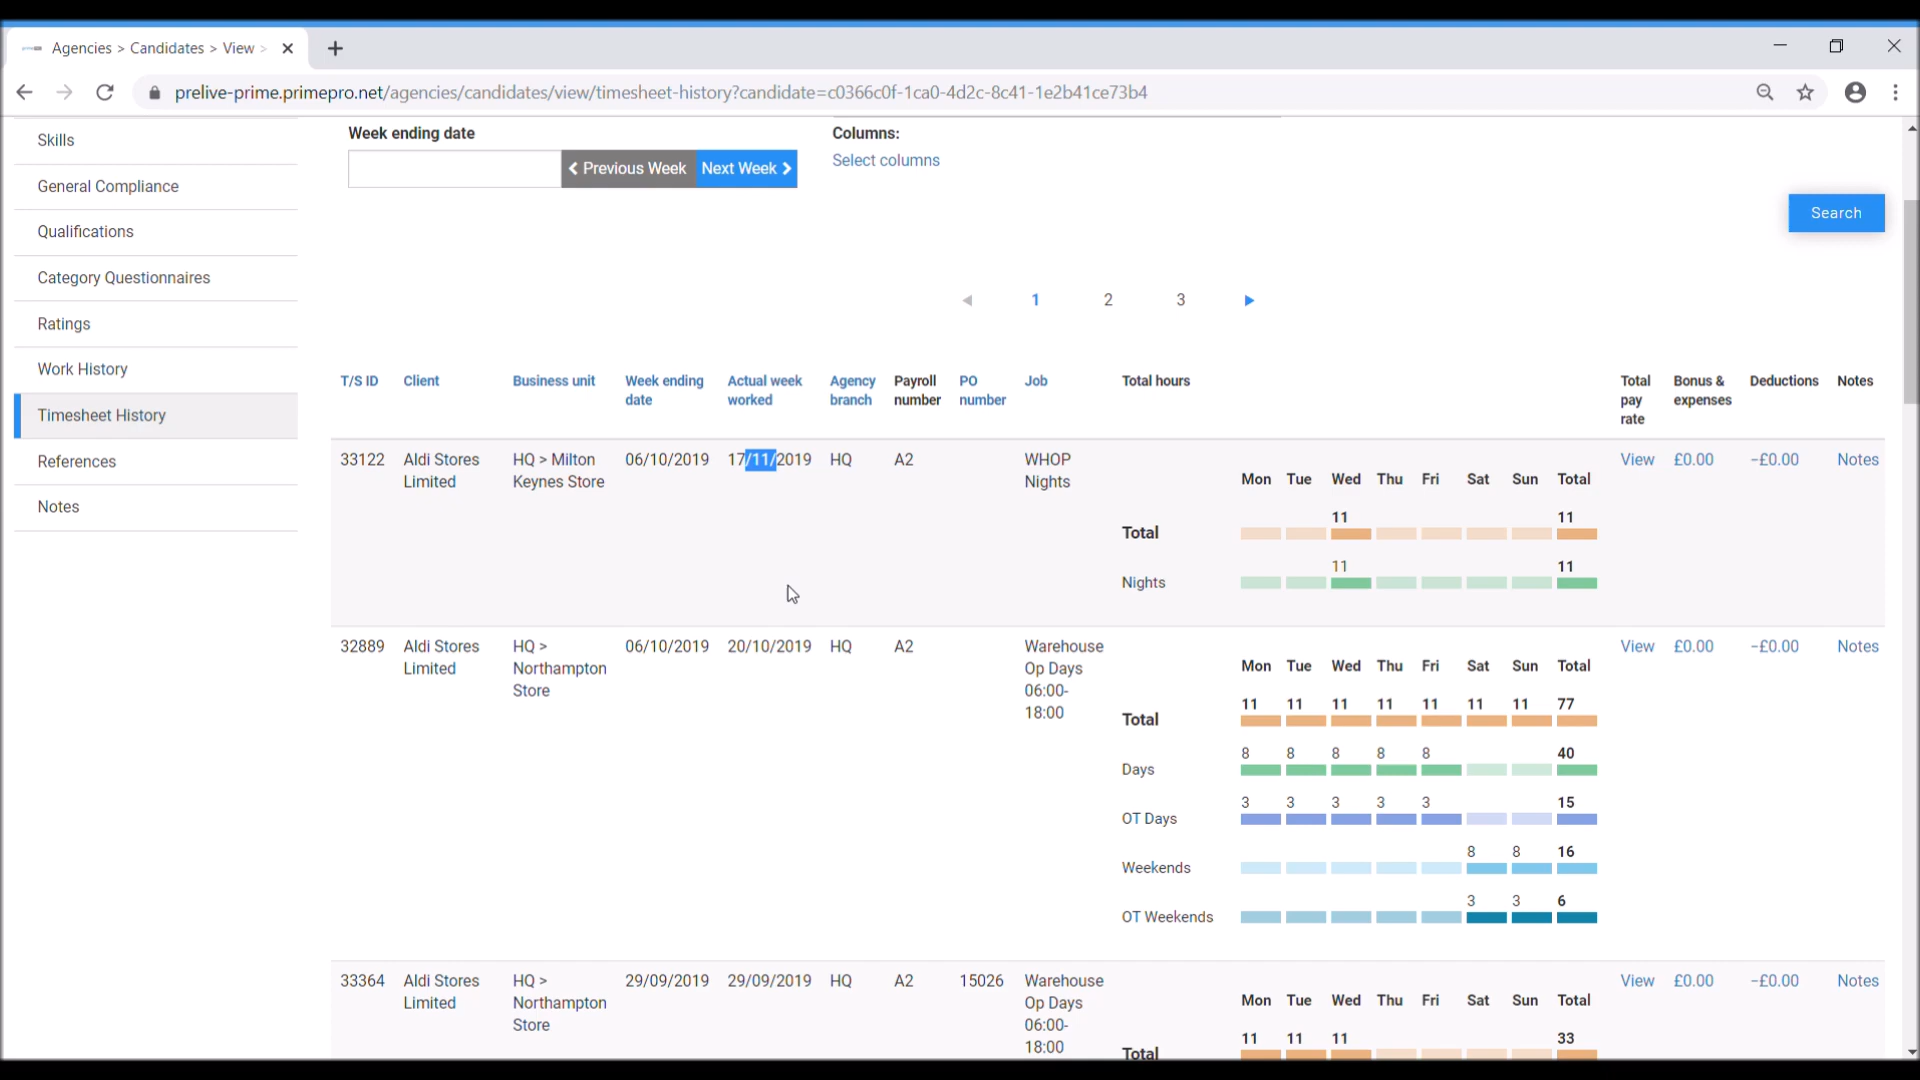 Agencies > Candidates > View >
prelive-prime.primepro.net/agencies/candidates/view/timesheet-history?candidate=c0366c0f-1ca0-4d2c-8c41-1e2b41ce73b4
Skills
General Compliance
Qualifications
Category Questionnaires
Ratings
Work History
Timesheet History
References
Notes
Week ending date
Previous Week Next Week
Columns:
Select columns
Search
1 2 3
T/S ID Client Business unit Week ending date Actual week worked Agency branch Payroll number PO number Job Total hours Total pay rate Bonus & expenses Deductions Notes
33122 Aldi Stores Limited HQ > Milton Keynes Store 06/10/2019 17/11/2019 HQ A2 WHOP Nights View £0.00 -£0.00 Notes
Mon Tue Wed Thu Fri Sat Sun Total
Total 11 11
Nights 11 11
32889 Aldi Stores Limited HQ > Northampton Store 06/10/2019 20/10/2019 HQ A2 Warehouse Op Days 06:00-18:00 View £0.00 -£0.00 Notes
Mon Tue Wed Thu Fri Sat Sun Total
Total 11 11 11 11 11 11 11 77
Days 8 8 8 8 8 40
OT Days 3 3 3 3 3 15
Weekends 8 8 16
OT Weekends 3 3 6
33364 Aldi Stores Limited HQ > Northampton Store 29/09/2019 29/09/2019 HQ A2 15026 Warehouse Op Days 06:00-18:00 View £0.00 -£0.00 Notes
Mon Tue Wed Thu Fri Sat Sun Total
Total 11 11 11 33